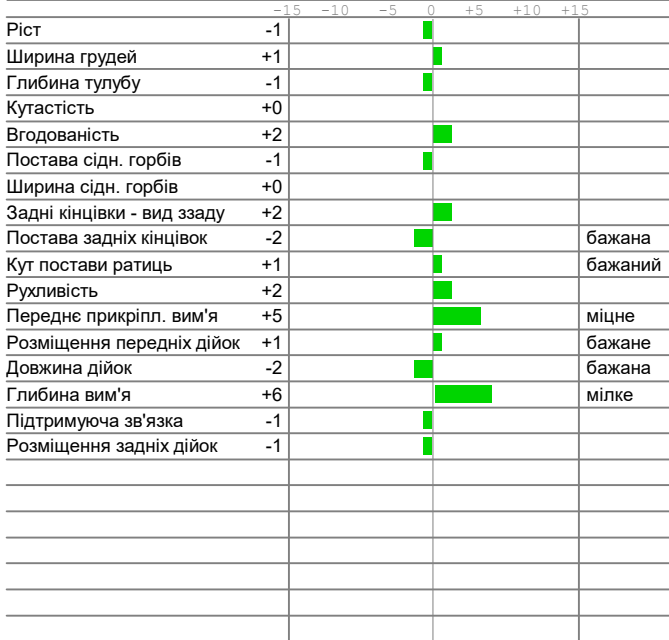 -15 -10 -5 0 +5 +10 +15
Ріст -1
Ширина грудей +1
Глибина тулубу -1
Кутастість +0
Вгодованість +2
Постава сідн. горбів -1
Ширина сідн. горбів +0
Задні кінцівки - вид ззаду +2
Постава задніх кінцівок -2 бажана
Кут постави ратиць +1 бажаний
Рухливість +2
Переднє прикріпл. вим'я +5 міцне
Розміщення передніх дійок +1 бажане
Довжина дійок -2 бажана
Глибина вим'я +6 мілке
Підтримуюча зв'язка -1
Розміщення задніх дійок -1